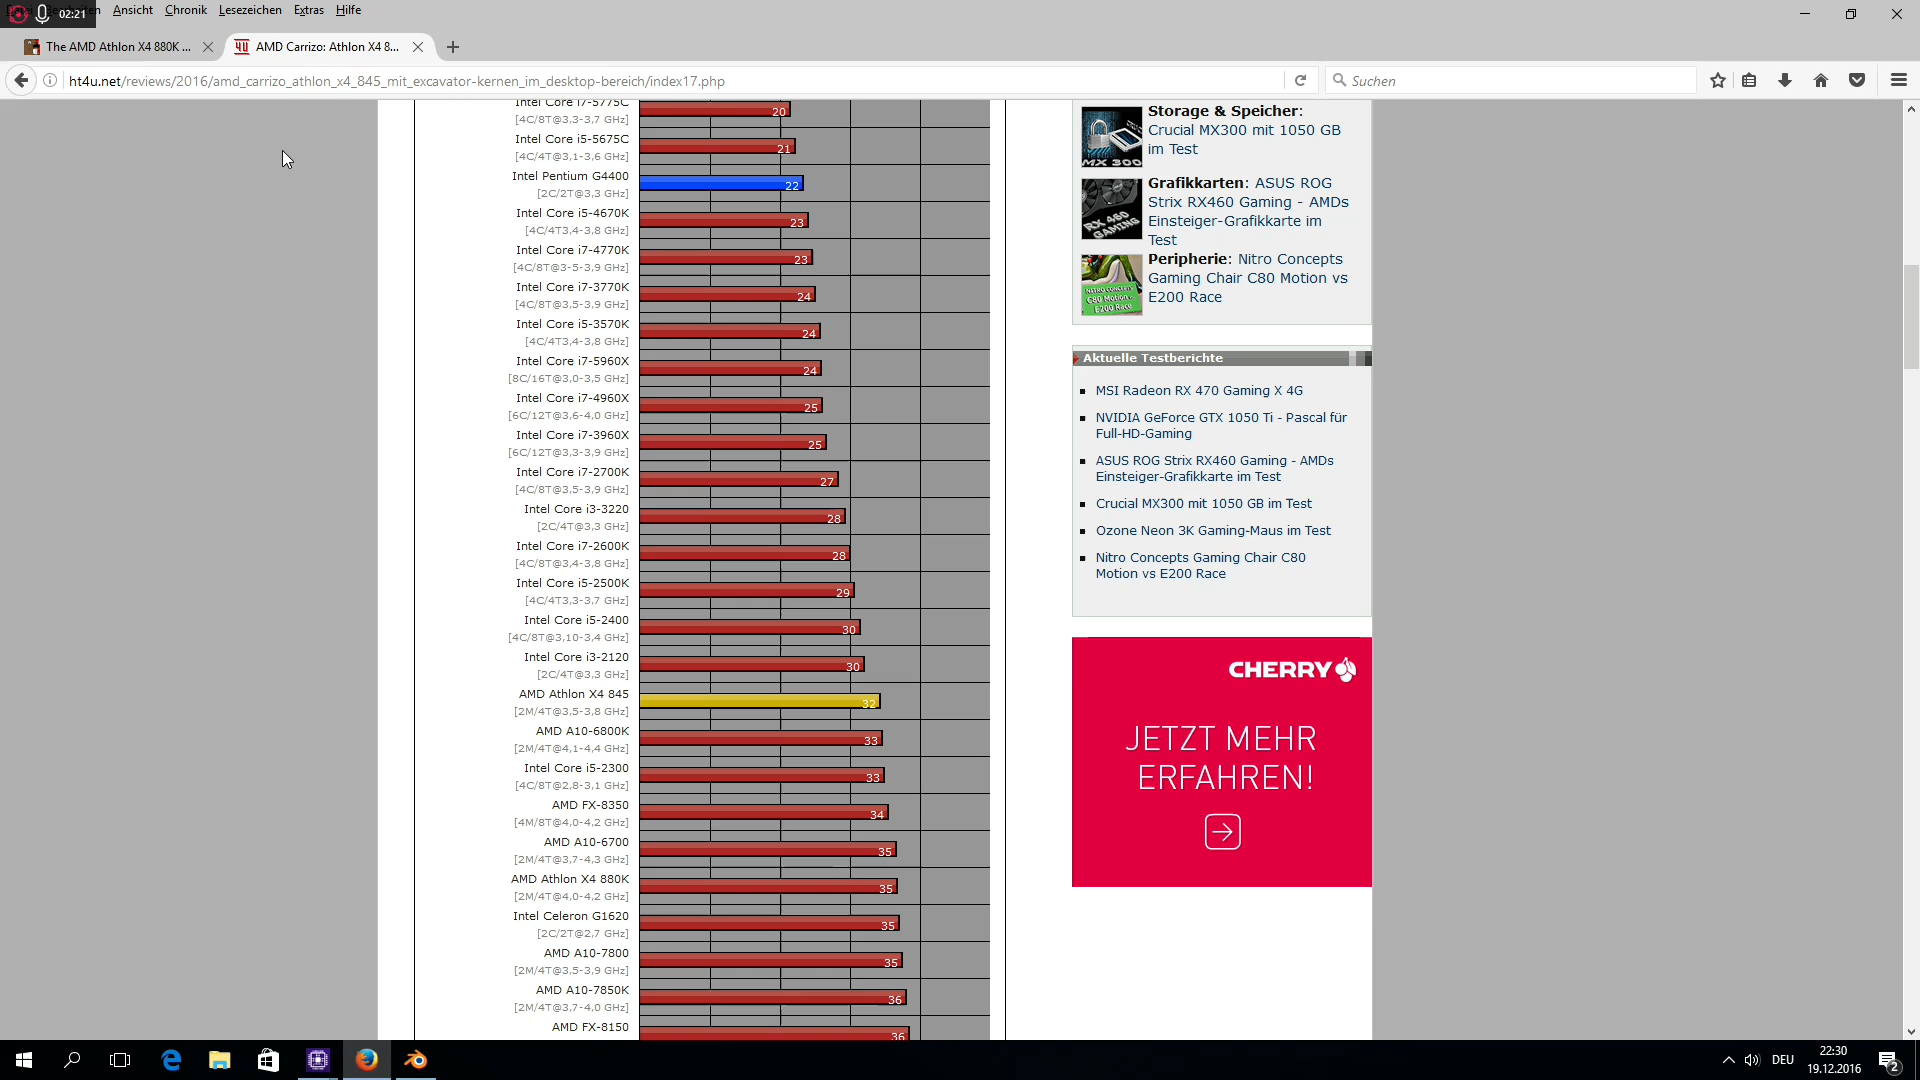 02:21
Ansicht Chronik Lesezeichen Extras Hilfe
The AMD Athlon X4 880K ...
AMD Carrizo: Athlon X4 8...
ht4u.net/reviews/2016/amd_carrizo_athlon_x4_845_mit_excavator-kernen_im_desktop-bereich/index17.php
Suchen
Intel Core i7-5775C
[4C/8T@3,3-3,7 GHz]
20
Intel Core i5-5675C
[4C/4T@3,1-3,6 GHz]
21
Intel Pentium G4400
[2C/2T@3,3 GHz]
22
Intel Core i5-4670K
[4C/4T3,4-3,8 GHz]
23
Intel Core i7-4770K
[4C/8T@3-5-3,9 GHz]
23
Intel Core i7-3770K
[4C/8T@3,5-3,9 GHz]
24
Intel Core i5-3570K
[4C/4T3,4-3,8 GHz]
24
Intel Core i7-5960X
[8C/16T@3,0-3,5 GHz]
24
Intel Core i7-4960X
[6C/12T@3,6-4,0 GHz]
25
Intel Core i7-3960X
[6C/12T@3,3-3,9 GHz]
25
Intel Core i7-2700K
[4C/8T@3,5-3,9 GHz]
27
Intel Core i3-3220
[2C/4T@3,3 GHz]
28
Intel Core i7-2600K
[4C/8T@3,4-3,8 GHz]
28
Intel Core i5-2500K
[4C/4T3,3-3,7 GHz]
29
Intel Core i5-2400
[4C/8T@3,10-3,4 GHz]
30
Intel Core i3-2120
[2C/4T@3,3 GHz]
30
AMD Athlon X4 845
[2M/4T@3,5-3,8 GHz]
32
AMD A10-6800K
[2M/4T@4,1-4,4 GHz]
33
Intel Core i5-2300
[4C/8T@2,8-3,1 GHz]
33
AMD FX-8350
[4M/8T@4,0-4,2 GHz]
34
AMD A10-6700
[2M/4T@3,7-4,3 GHz]
35
AMD Athlon X4 880K
[2M/4T@4,0-4,2 GHz]
35
Intel Celeron G1620
[2C/2T@2,7 GHz]
35
AMD A10-7800
[2M/4T@3,5-3,9 GHz]
35
AMD A10-7850K
[2M/4T@3,7-4,0 GHz]
36
AMD FX-8150
36
Storage & Speicher:
Crucial MX300 mit 1050 GB
im Test
MX 300
Grafikkarten: ASUS ROG
Strix RX460 Gaming - AMDs
Einsteiger-Grafikkarte im
Test
RX 460
GAMING
Peripherie: Nitro Concepts
Gaming Chair C80 Motion vs
E200 Race
NITRO CONCEPTS
C80 Motion vs
E200 Race
Aktuelle Testberichte
MSI Radeon RX 470 Gaming X 4G
NVIDIA GeForce GTX 1050 Ti - Pascal für
Full-HD-Gaming
ASUS ROG Strix RX460 Gaming - AMDs
Einsteiger-Grafikkarte im Test
Crucial MX300 mit 1050 GB im Test
Ozone Neon 3K Gaming-Maus im Test
Nitro Concepts Gaming Chair C80
Motion vs E200 Race
CHERRY
JETZT MEHR
ERFAHREN!
DEU
22:30
19.12.2016
2